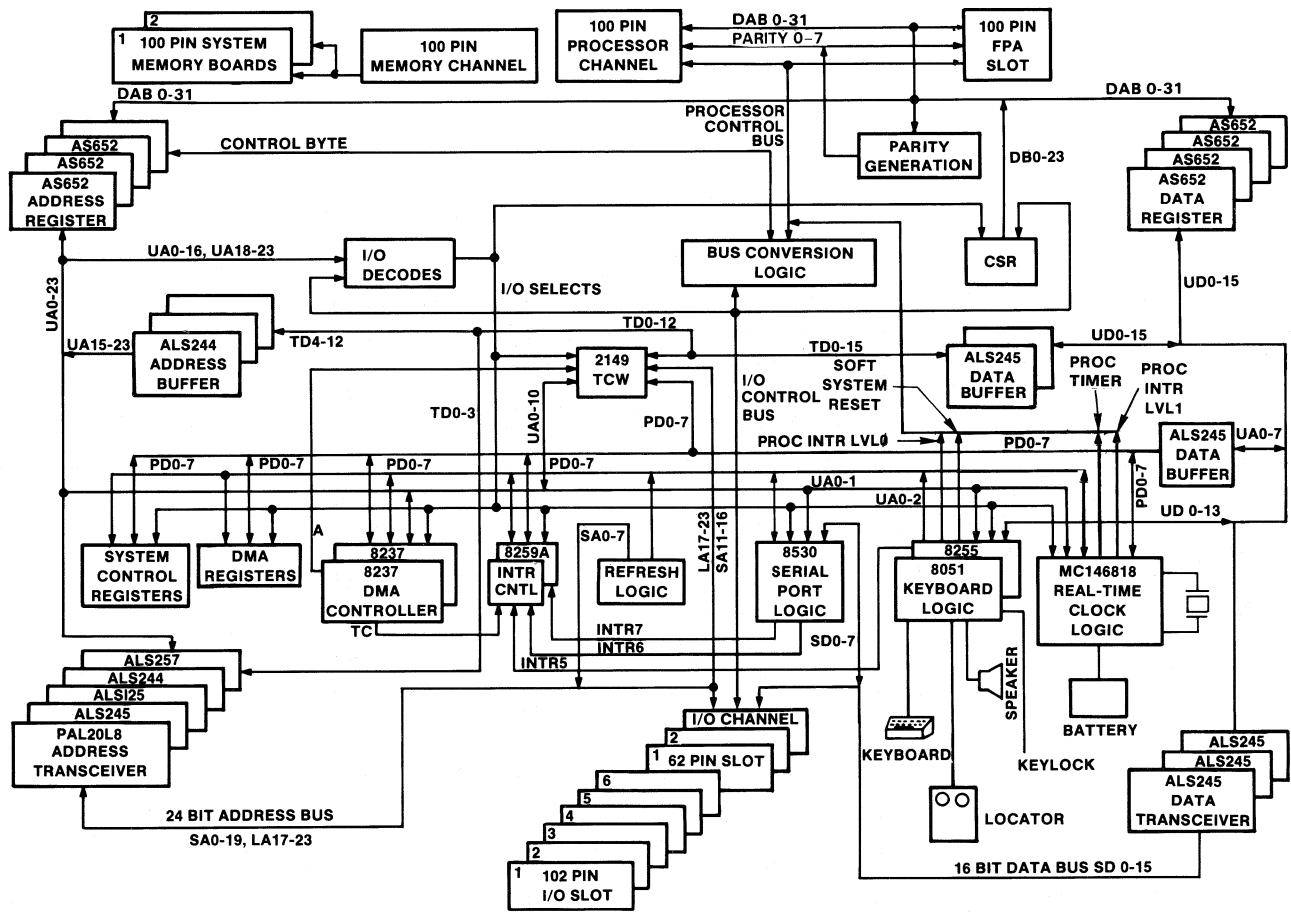 2
1 100 PIN SYSTEM
MEMORY BOARDS
100 PIN
MEMORY CHANNEL
100 PIN
PROCESSOR
CHANNEL
DAB 0-31
PARITY 0-7
100 PIN
FPA
SLOT
DAB 0-31
DAB 0-31
PROCESSOR
CONTROL
BUS
PARITY
GENERATION
DB0-23
AS652
AS652
AS652
ADDRESS
REGISTER
CONTROL BYTE
AS652
AS652
AS652
AS652
DATA
REGISTER
UA0-16, UA18-23
I/O
DECODES
BUS CONVERSION
LOGIC
CSR
UA0-23
I/O SELECTS
UD0-15
UA15-23
ALS244
ADDRESS
BUFFER
TD4-12
TD0-12
2149
TCW
TD0-15
SOFT
SYSTEM
RESET
I/O
CONTROL
BUS
ALS245
DATA
BUFFER
UD0-15
PROC
TIMER
PROC
INTR
LVL1
TD0-3
UA0-10
PD0-7
PROC INTR LVL0
PD0-7
ALS245
DATA
BUFFER
UA0-7
PD0-7
PD0-7
PD0-7
PD0-7
UA0-1
UA0-2
PD0-7
UD 0-13
A
SA0-7
LA17-23
SA11-16
SYSTEM
CONTROL
REGISTERS
DMA
REGISTERS
8237
8237
DMA
CONTROLLER
8259A
INTR
CNTL
REFRESH
LOGIC
8530
SERIAL
PORT
LOGIC
8255
8051
KEYBOARD
LOGIC
MC146818
REAL-TIME
CLOCK
LOGIC
TC
INTR7
INTR6
INTR5
SD0-7
ALS257
ALS244
ALSI25
ALS245
PAL20L8
ADDRESS
TRANSCEIVER
I/O CHANNEL
2
1 62 PIN SLOT
6
5
4
3
2
1 102 PIN
I/O SLOT
SPEAKER
KEYBOARD
KEYLOCK
LOCATOR
BATTERY
ALS245
ALS245
ALS245
DATA
TRANSCEIVER
24 BIT ADDRESS BUS
SA0-19, LA17-23
16 BIT DATA BUS SD 0-15